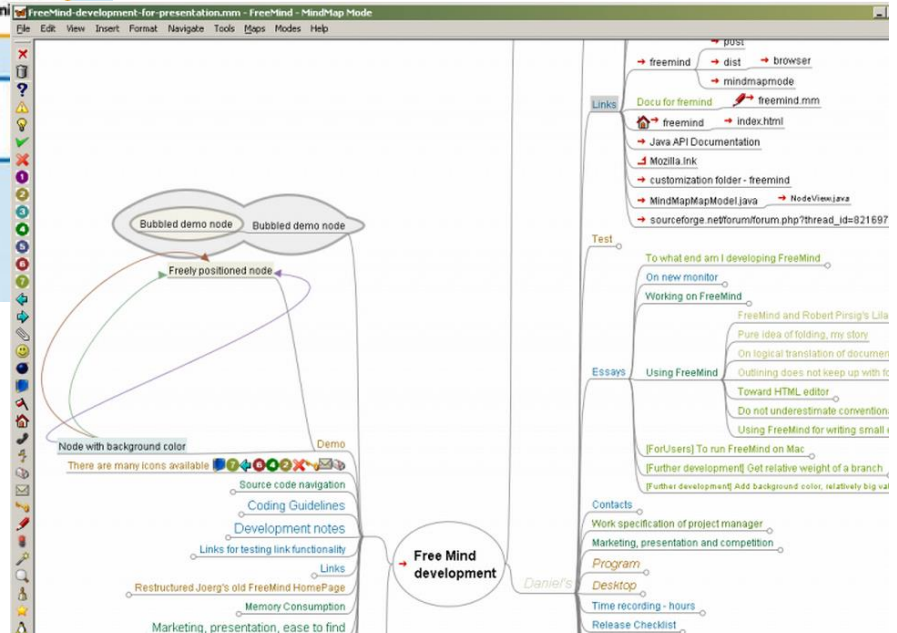 FreeMind-development-for-presentation.mm - FreeMind - MindMap Mode
File Edit View Insert Format Navigate Tools Maps Modes Help
post
freemind dist browser
mindmapmode
Links Docu for fremind freemind.mm
freemind index.html
Java API Documentation
Mozilla.lnk
customization folder - freemind
MindMapMapModel.java NodeView.java
sourceforge.net/forum/forum.php?thread_id=821697
Bubbled demo node Bubbled demo node
Freely positioned node
Node with background color
Demo
There are many icons available
Source code navigation
Coding Guidelines
Development notes
Links for testing link functionality
Links
Restructured Joerg's old FreeMind HomePage
Memory Consumption
Marketing, presentation, ease to find
Free Mind
development
Daniel's
Test
To what end am I developing FreeMind
On new monitor
Working on FreeMind
Essays Using FreeMind
FreeMind and Robert Pirsig's Lila
Pure idea of folding, my story
On logical translation of documen
Outlining does not keep up with fo
Toward HTML editor
Do not underestimate convention
Using FreeMind for writing small
[ForUsers] To run FreeMind on Mac
[Further development] Get relative weight of a branch
[Further development] Add background color, relatively big
Contacts
Work specification of project manager
Marketing, presentation and competition
Program
Desktop
Time recording - hours
Release Checklist